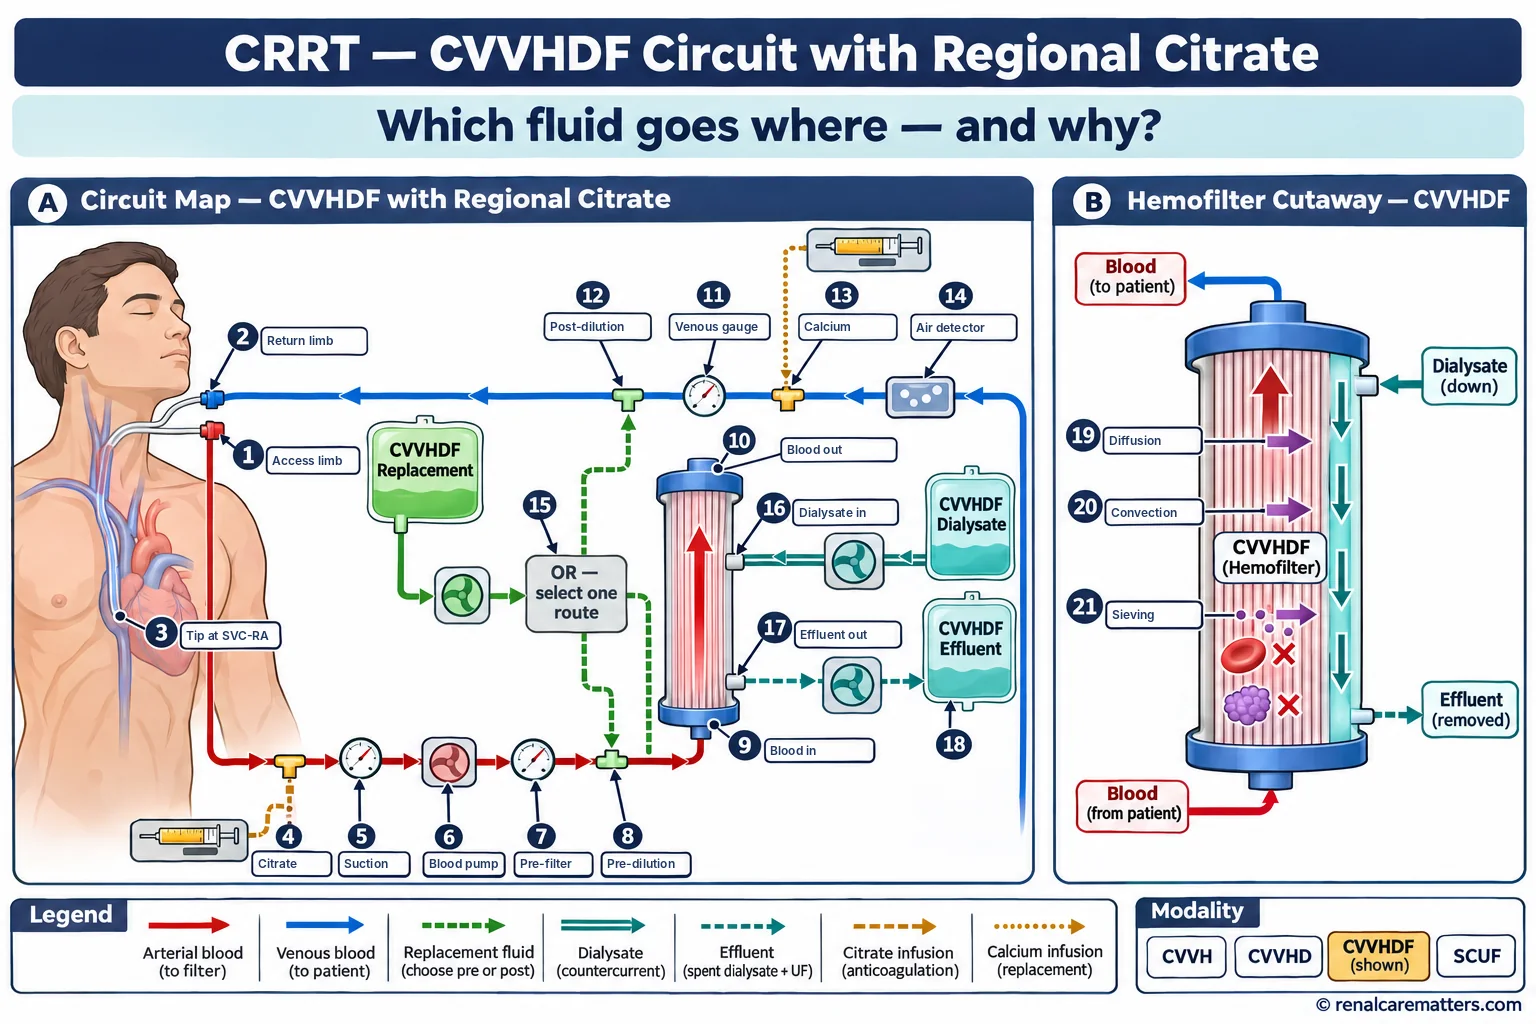 CRRT — CVVHDF Circuit with Regional Citrate
Which fluid goes where — and why?
A Circuit Map — CVVHDF with Regional Citrate
2 Return limb
1 Access limb
3 Tip at SVC-RA
12
Post-dilution
11
Venous gauge
13
Calcium
14
Air detector
CVVHDF
Replacement
15
OR —
select one
route
10
Blood out
16 Dialysate in
CVVHDF
Dialysate
17 Effluent out
CVVHDF
Effluent
18
9 Blood in
4
Citrate
5
Suction
6
Blood pump
7
Pre-filter
8
Pre-dilution
B Hemofilter Cutaway — CVVHDF
Blood
(to patient)
Dialysate
(down)
19 Diffusion
20 Convection
CVVHDF
(Hemofilter)
21 Sieving
Effluent
(removed)
Blood
(from patient)
Legend
Arterial blood
(to filter)
Venous blood
(to patient)
Replacement fluid
(choose pre or post)
Dialysate
(countercurrent)
Effluent
(spent dialysate + UF)
Citrate infusion
(anticoagulation)
Calcium infusion
(replacement)
Modality
CVVH
CVVHD
CVVHDF
(shown)
SCUF
© renalcarematters.com